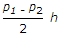 p₁ - p₂
2 h